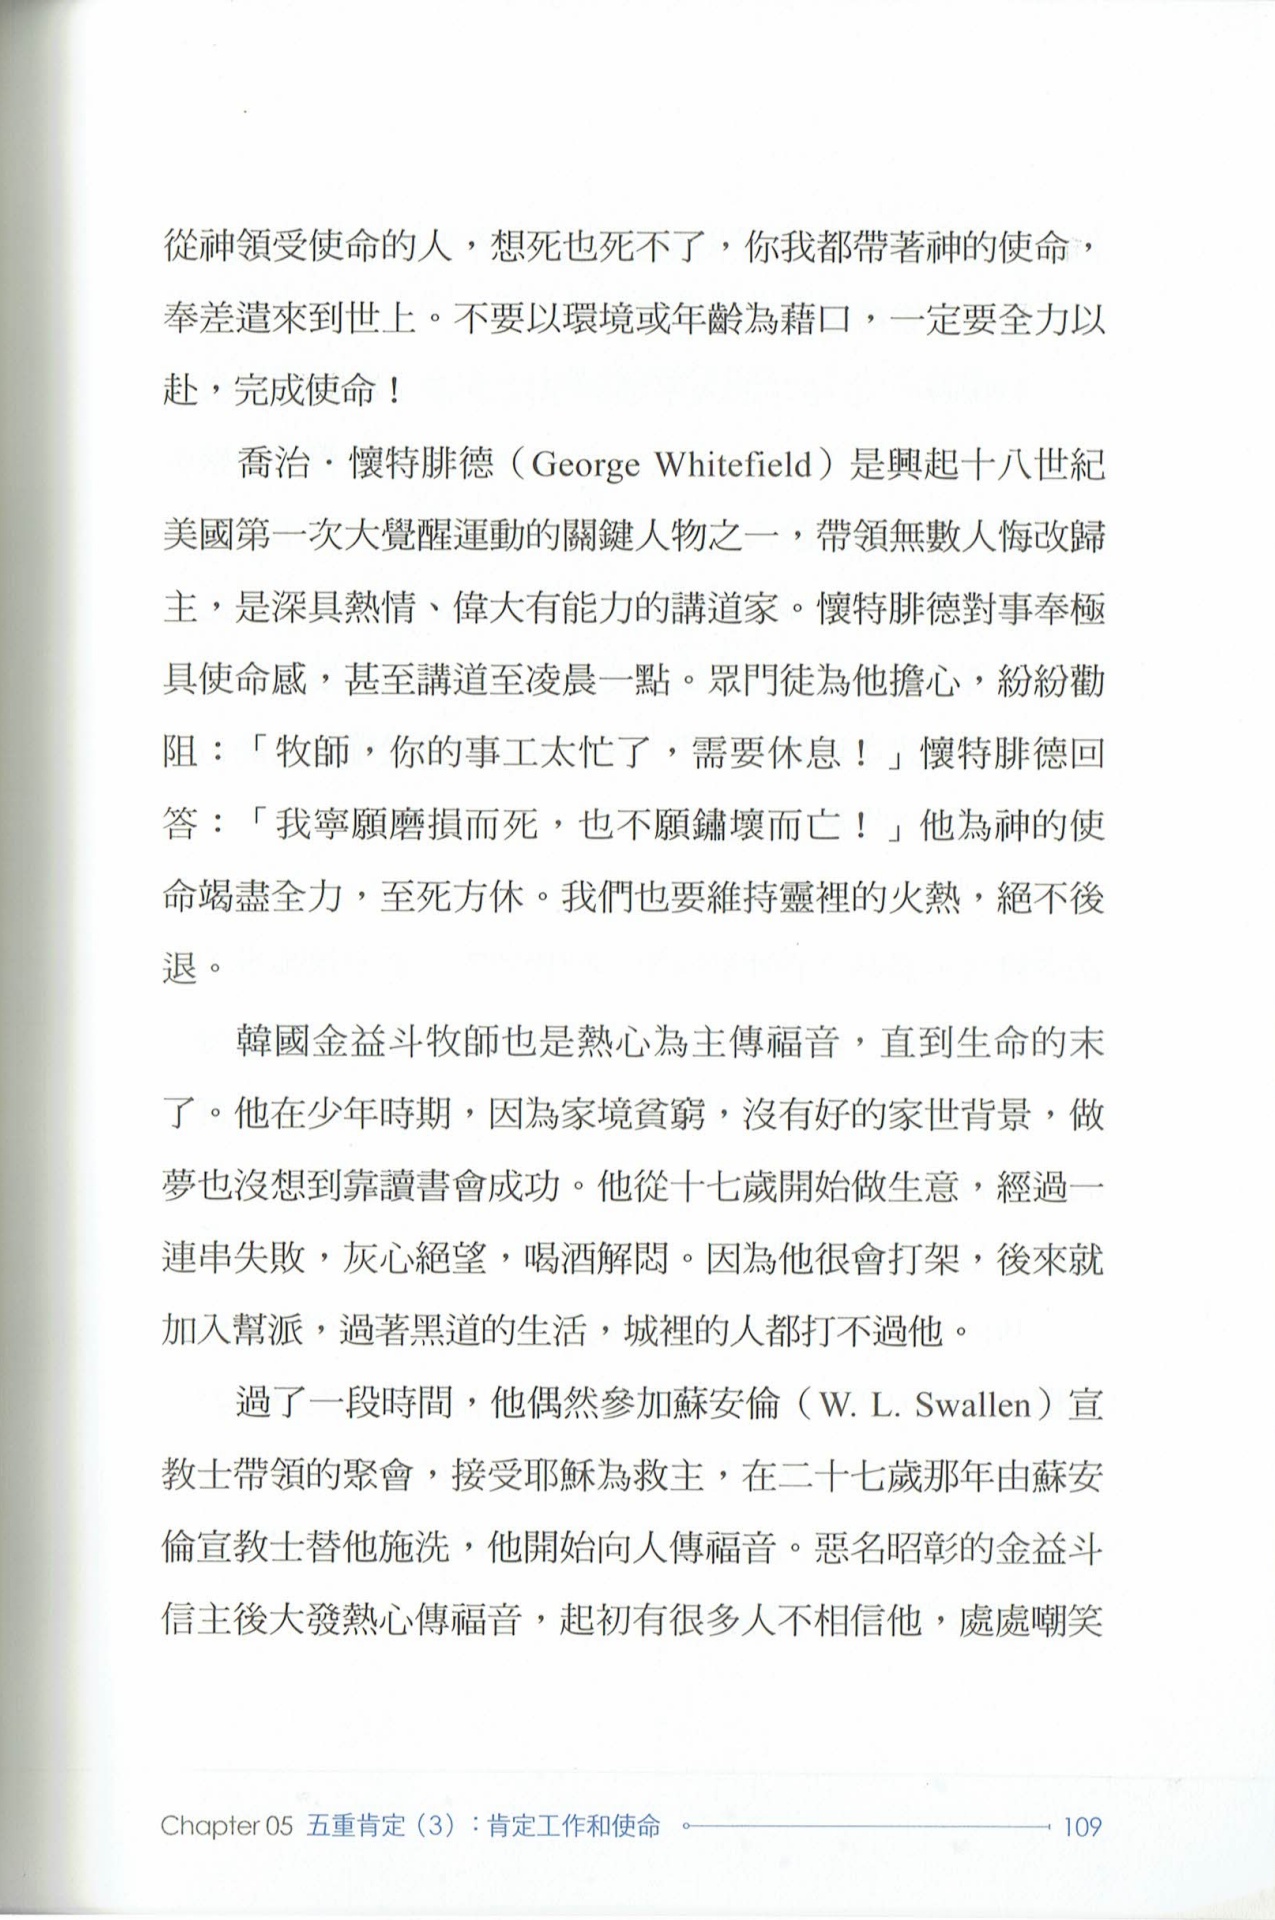 從神領受使命的人，想死也死不了，你我都帶著神的使命，
奉差遣來到世上。不要以環境或年齡為藉口，一定要全力以
赴，完成使命！
喬治．懷特腓德（George Whitefield）是興起十八世紀
美國第一次大覺醒運動的關鍵人物之一，帶領無數人悔改歸
主，是深具熱情、偉大有能力的講道家。懷特腓德對事奉極
具使命感，甚至講道至凌晨一點。眾門徒為他擔心，紛紛勸
阻：「牧師，你的事工太忙了，需要休息！」懷特腓德回
答：「我寧願磨損而死，也不願鏽壞而亡！」他為神的使
命竭盡全力，至死方休。我們也要維持靈裡的火熱，絕不後
退。
韓國金益斗牧師也是熱心為主傳福音，直到生命的末
了。他在少年時期，因為家境貧窮，沒有好的家世背景，做
夢也沒想到靠讀書會成功。他從十七歲開始做生意，經過一
連串失敗，灰心絕望，喝酒解悶。因為他很會打架，後來就
加入幫派，過著黑道的生活，城裡的人都打不過他。
過了一段時間，他偶然參加蘇安倫（W. L. Swallen）宣
教士帶領的聚會，接受耶穌為救主，在二十七歲那年由蘇安
倫宣教士替他施洗，他開始向人傳福音。惡名昭彰的金益斗
信主後大發熱心傳福音，起初有很多人不相信他，處處嘲笑
Chapter 05 五重肯定（3）：肯定工作和使命 109